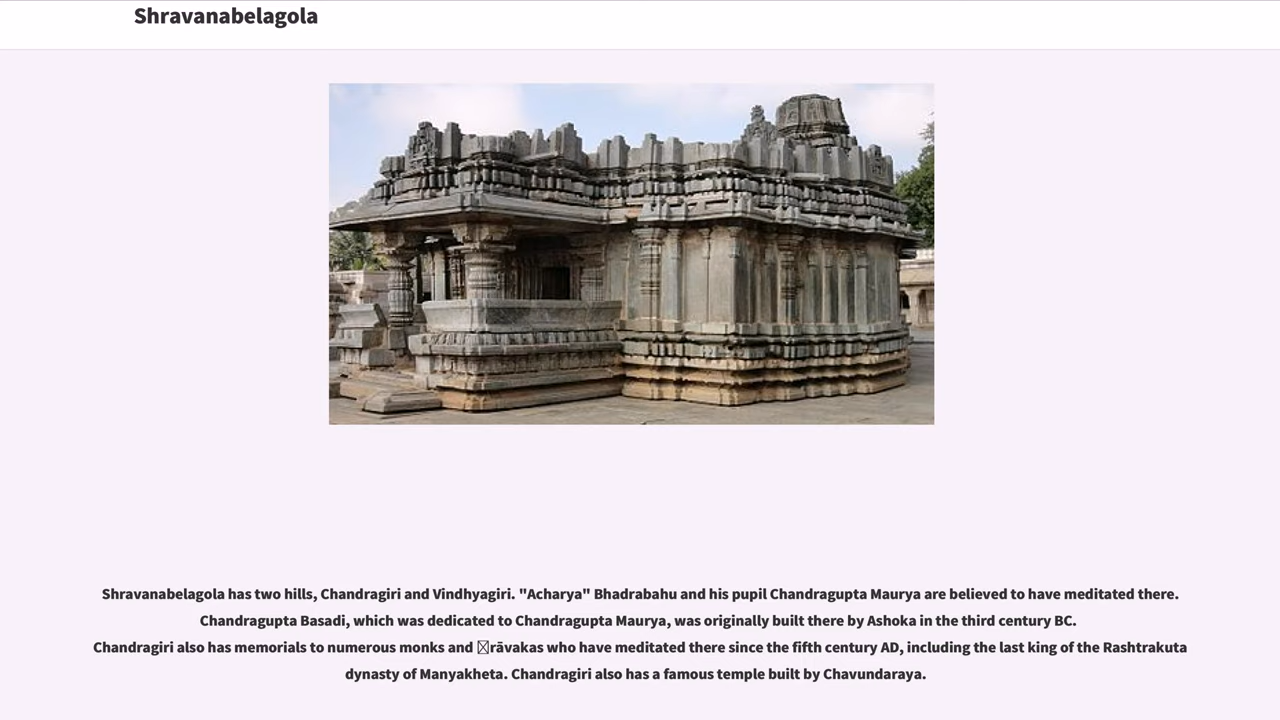 Shravanabelagola
Shravanabelagola has two hills, Chandragiri and Vindhyagiri. "Acharya" Bhadrabahu and his pupil Chandragupta Maurya are believed to have meditated there.
Chandragupta Basadi, which was dedicated to Chandragupta Maurya, was originally built there by Ashoka in the third century BC.
Chandragiri also has memorials to numerous monks and □rāvakas who have meditated there since the fifth century AD, including the last king of the Rashtrakuta
dynasty of Manyakheta. Chandragiri also has a famous temple built by Chavundaraya.